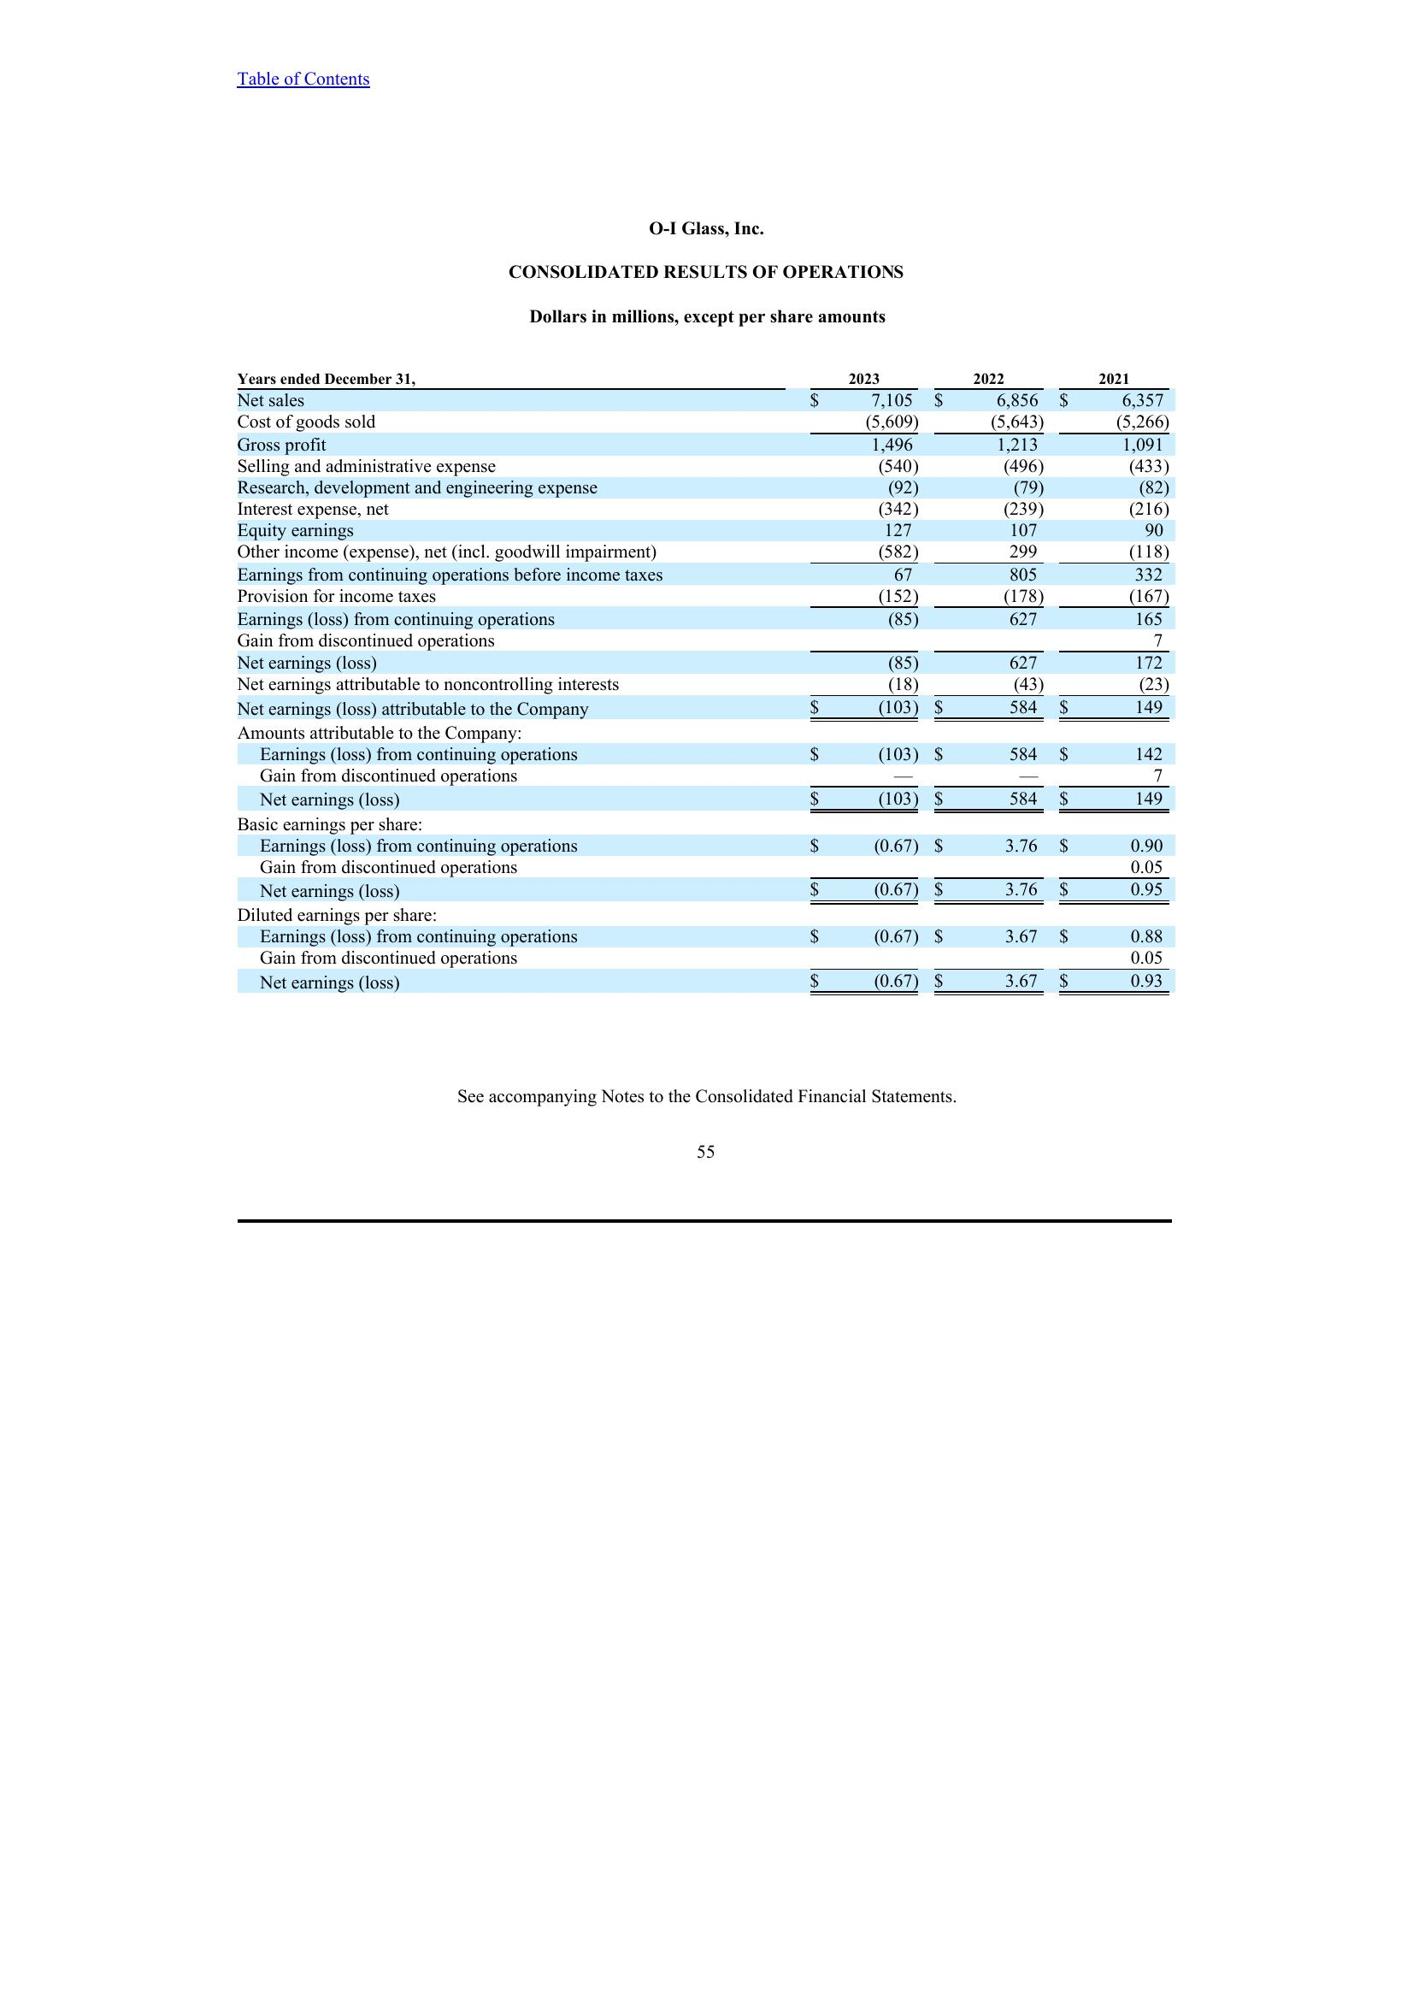 Table of Contents
O-I Glass, Inc.
CONSOLIDATED RESULTS OF OPERATIONS
Dollars in millions, except per share amounts
Years ended December 31, 2023 2022 2021
Net sales $ 7,105 $ 6,856 $ 6,357
Cost of goods sold (5,609) (5,643) (5,266)
Gross profit 1,496 1,213 1,091
Selling and administrative expense (540) (496) (433)
Research, development and engineering expense (92) (79) (82)
Interest expense, net (342) (239) (216)
Equity earnings 127 107 90
Other income (expense), net (incl. goodwill impairment) (582) 299 (118)
Earnings from continuing operations before income taxes 67 805 332
Provision for income taxes (152) (178) (167)
Earnings (loss) from continuing operations (85) 627 165
Gain from discontinued operations 7
Net earnings (loss) (85) 627 172
Net earnings attributable to noncontrolling interests (18) (43) (23)
Net earnings (loss) attributable to the Company $ (103) $ 584 $ 149
Amounts attributable to the Company:
Earnings (loss) from continuing operations $ (103) $ 584 $ 142
Gain from discontinued operations — — 7
Net earnings (loss) $ (103) $ 584 $ 149
Basic earnings per share:
Earnings (loss) from continuing operations $ (0.67) $ 3.76 $ 0.90
Gain from discontinued operations 0.05
Net earnings (loss) $ (0.67) $ 3.76 $ 0.95
Diluted earnings per share:
Earnings (loss) from continuing operations $ (0.67) $ 3.67 $ 0.88
Gain from discontinued operations 0.05
Net earnings (loss) $ (0.67) $ 3.67 $ 0.93
See accompanying Notes to the Consolidated Financial Statements.
55